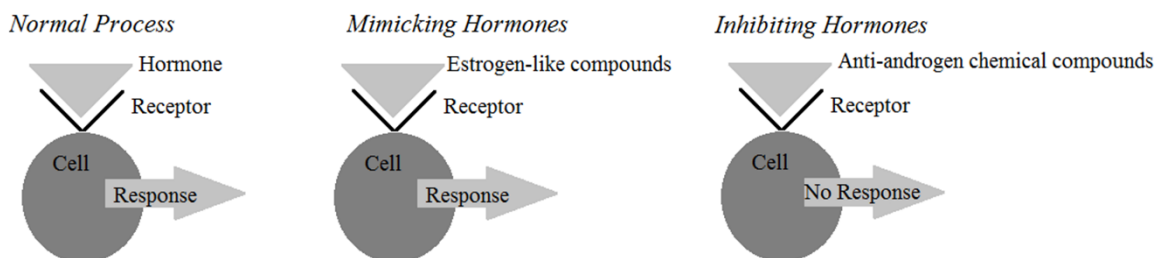 Normal Process
Hormone
Receptor
Cell
Response
Mimicking Hormones
Estrogen-like compounds
Receptor
Cell
Response
Inhibiting Hormones
Anti-androgen chemical compounds
Receptor
Cell
No Response